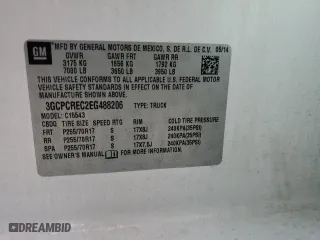 GM
MFD BY GENERAL MOTORS DE MEXICO, S. DE R.L. DE C.V. 05/14
GVWR GAWR FRT GAWR RR
3175 KG 1656 KG 1792 KG
7000 LB 3650 LB 3950 LB
THIS VEHICLE CONFORMS TO ALL APPLICABLE U.S. FEDERAL MOTOR
VEHICLE SAFETY STANDARDS IN EFFECT ON THE DATE OF
MANUFACTURE SHOWN ABOVE.
3GCPCREC2EG488206 TYPE: TRUCK
MODEL: C15543
TIRE SIZE SPEED RTG RIM COLD TIRE PRESSURE
FRT P255/70R17 S 17X8J 240KPA(35PSI)
RR P255/70R17 S 17X8J 240KPA(35PSI)
SPA P255/70R17 S 17X7.5J 240KPA(35PSI)
SEE OWNER'S MANUAL FOR MORE INFORMATION.
DRIVERS | AUTO BIDS